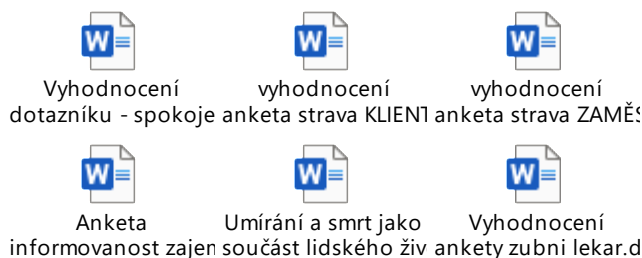 Vyhodnocení vyhodnocení vyhodnocení
dotazníku - spokoje anketa strava KLIENT anketa strava ZAMĚS
Anketa Umírání a smrt jako Vyhodnocení
informovanost zajem součást lidského živ ankety zubni lekar.d